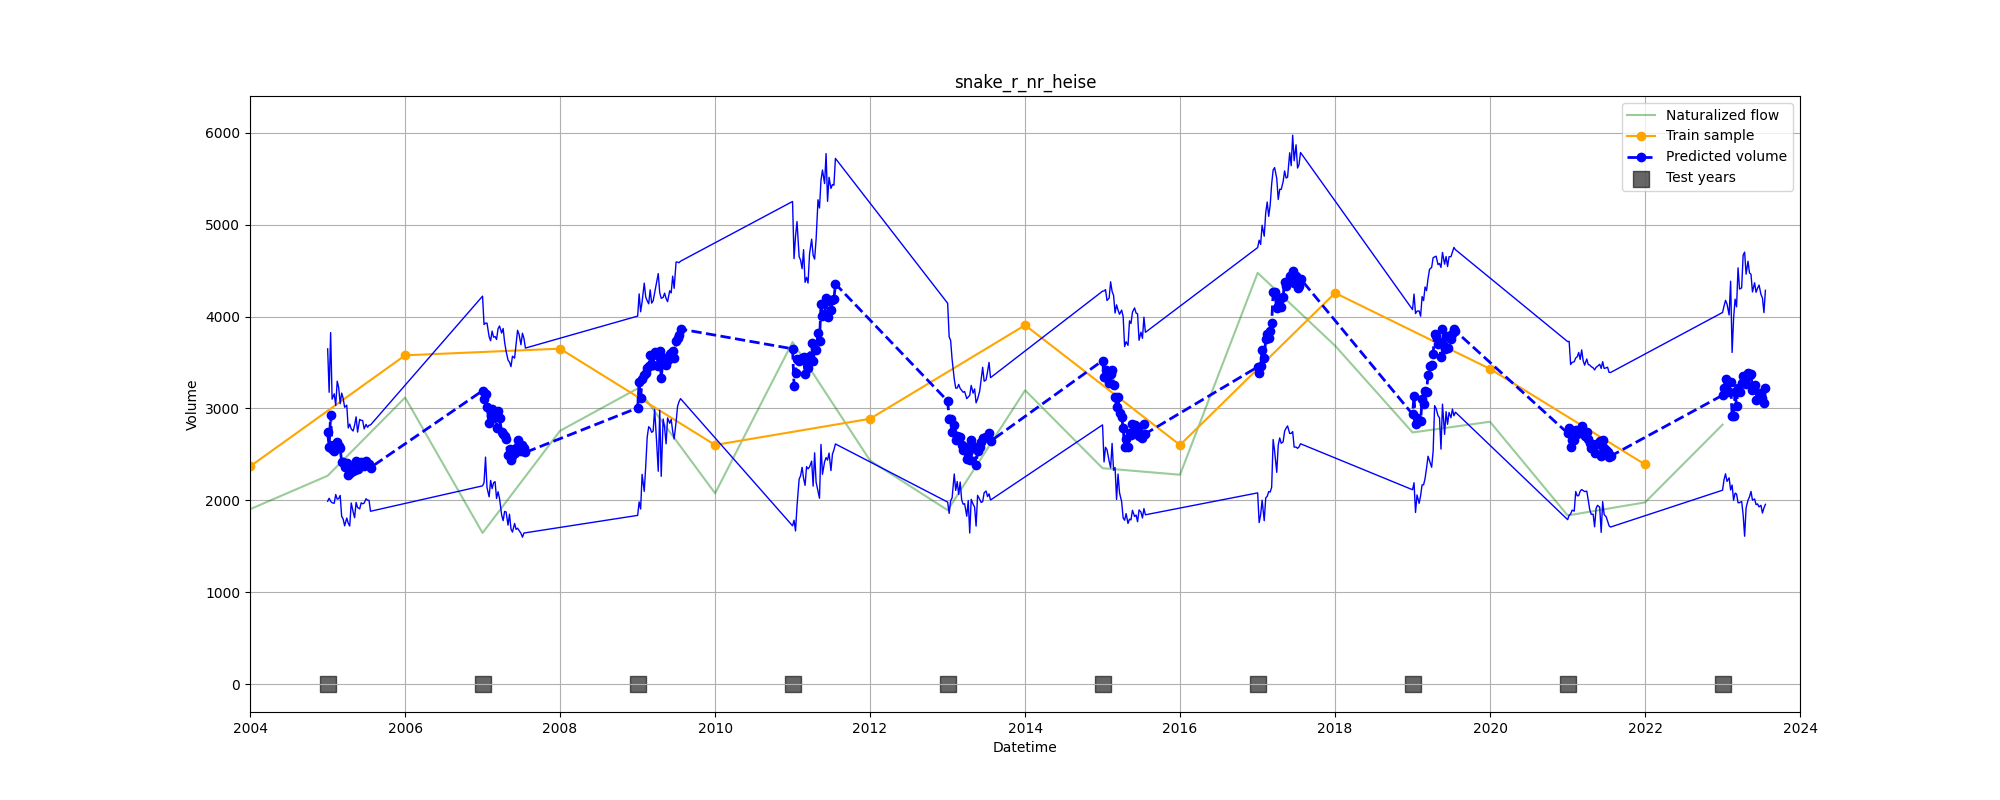 snake_r_nr_heise
Naturalized flow
Train sample
Predicted volume
Test years
Volume
6000
5000
4000
3000
2000
1000
0
2004 2006 2008 2010 2012 2014 2016 2018 2020 2022 2024
Datetime